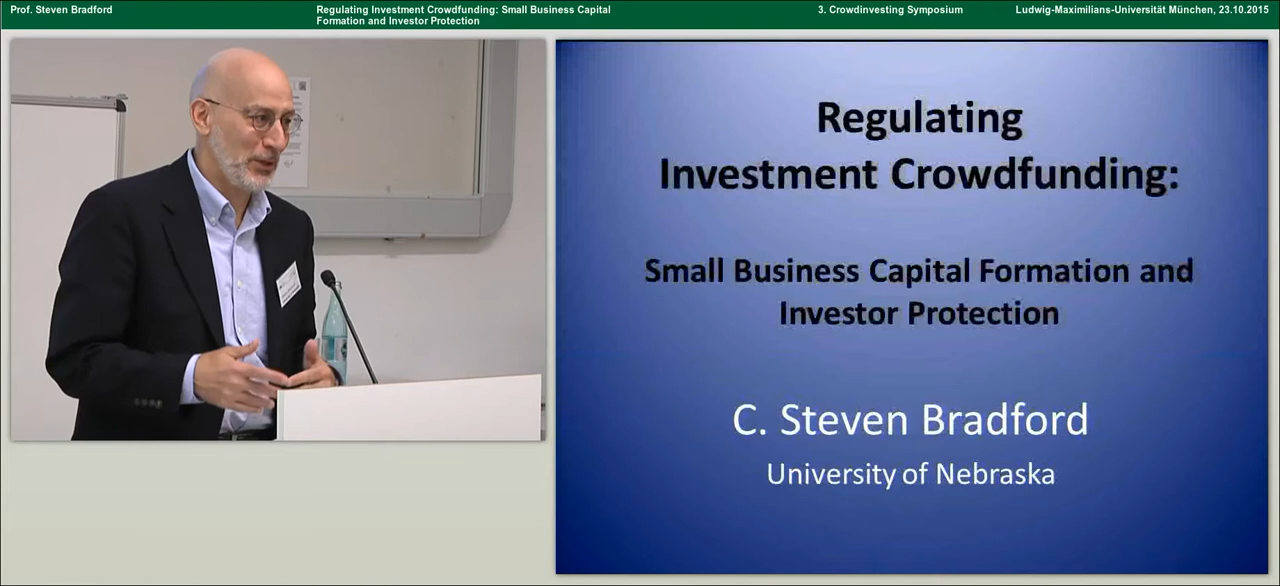 Prof. Steven Bradford
Regulating Investment Crowdfunding: Small Business Capital
Formation and Investor Protection
3. Crowdinvesting Symposium
Ludwig-Maximilians-Universität München, 23.10.2015
Regulating
Investment Crowdfunding:
Small Business Capital Formation and
Investor Protection
C. Steven Bradford
University of Nebraska